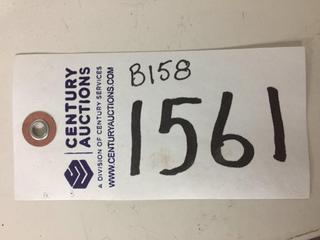 CENTURY
AUCTIONS
A DIVISION OF CENTURY SERVICES
WWW.CENTURYAUCTIONS.COM
B158
1561